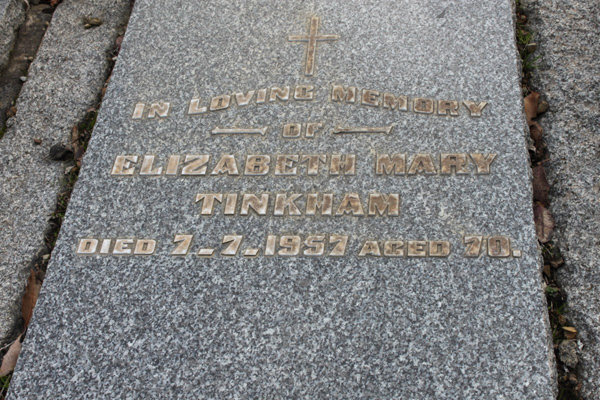 IN LOVING MEMORY
OF
ELIZABETH MARY
TINKHAM
DIED 7.7.1957 AGED 70.